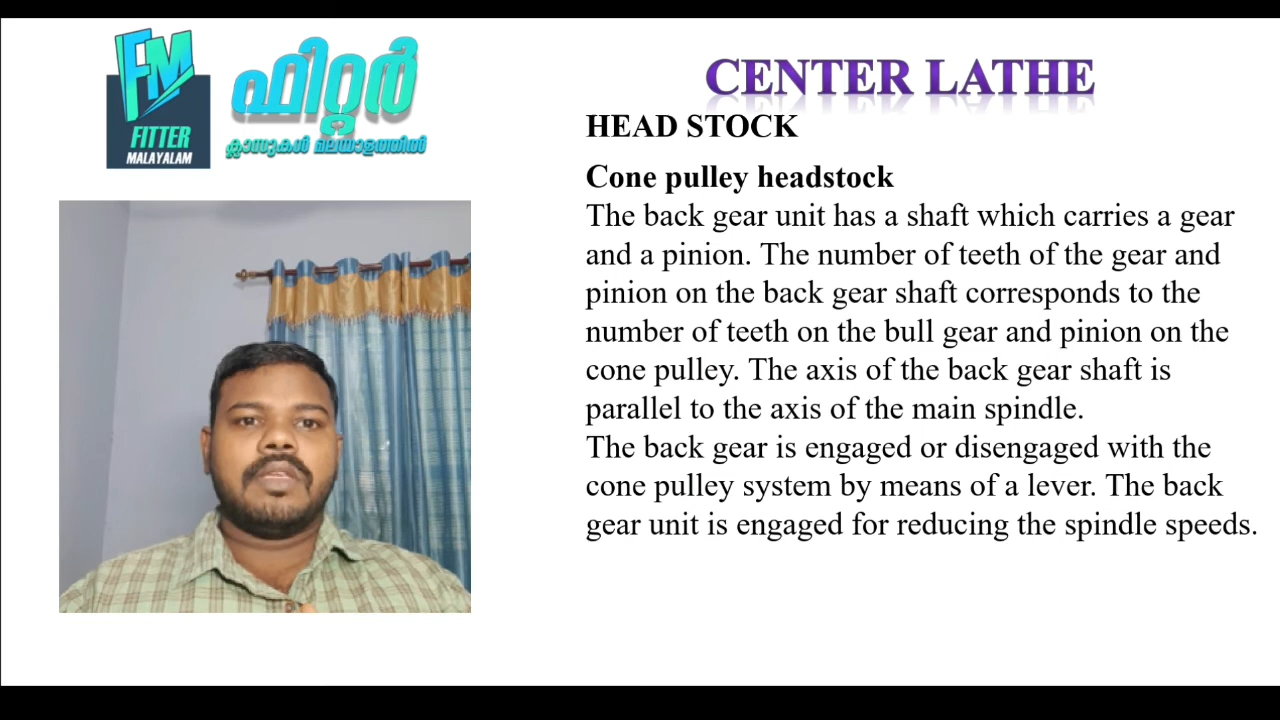 FM
FITTER
MALAYALAM
ഫിറ്റർ
ക്ലാസുകൾ മലയാളത്തിൽ
CENTER LATHE
HEAD STOCK
Cone pulley headstock
The back gear unit has a shaft which carries a gear
and a pinion. The number of teeth of the gear and
pinion on the back gear shaft corresponds to the
number of teeth on the bull gear and pinion on the
cone pulley. The axis of the back gear shaft is
parallel to the axis of the main spindle.
The back gear is engaged or disengaged with the
cone pulley system by means of a lever. The back
gear unit is engaged for reducing the spindle speeds.